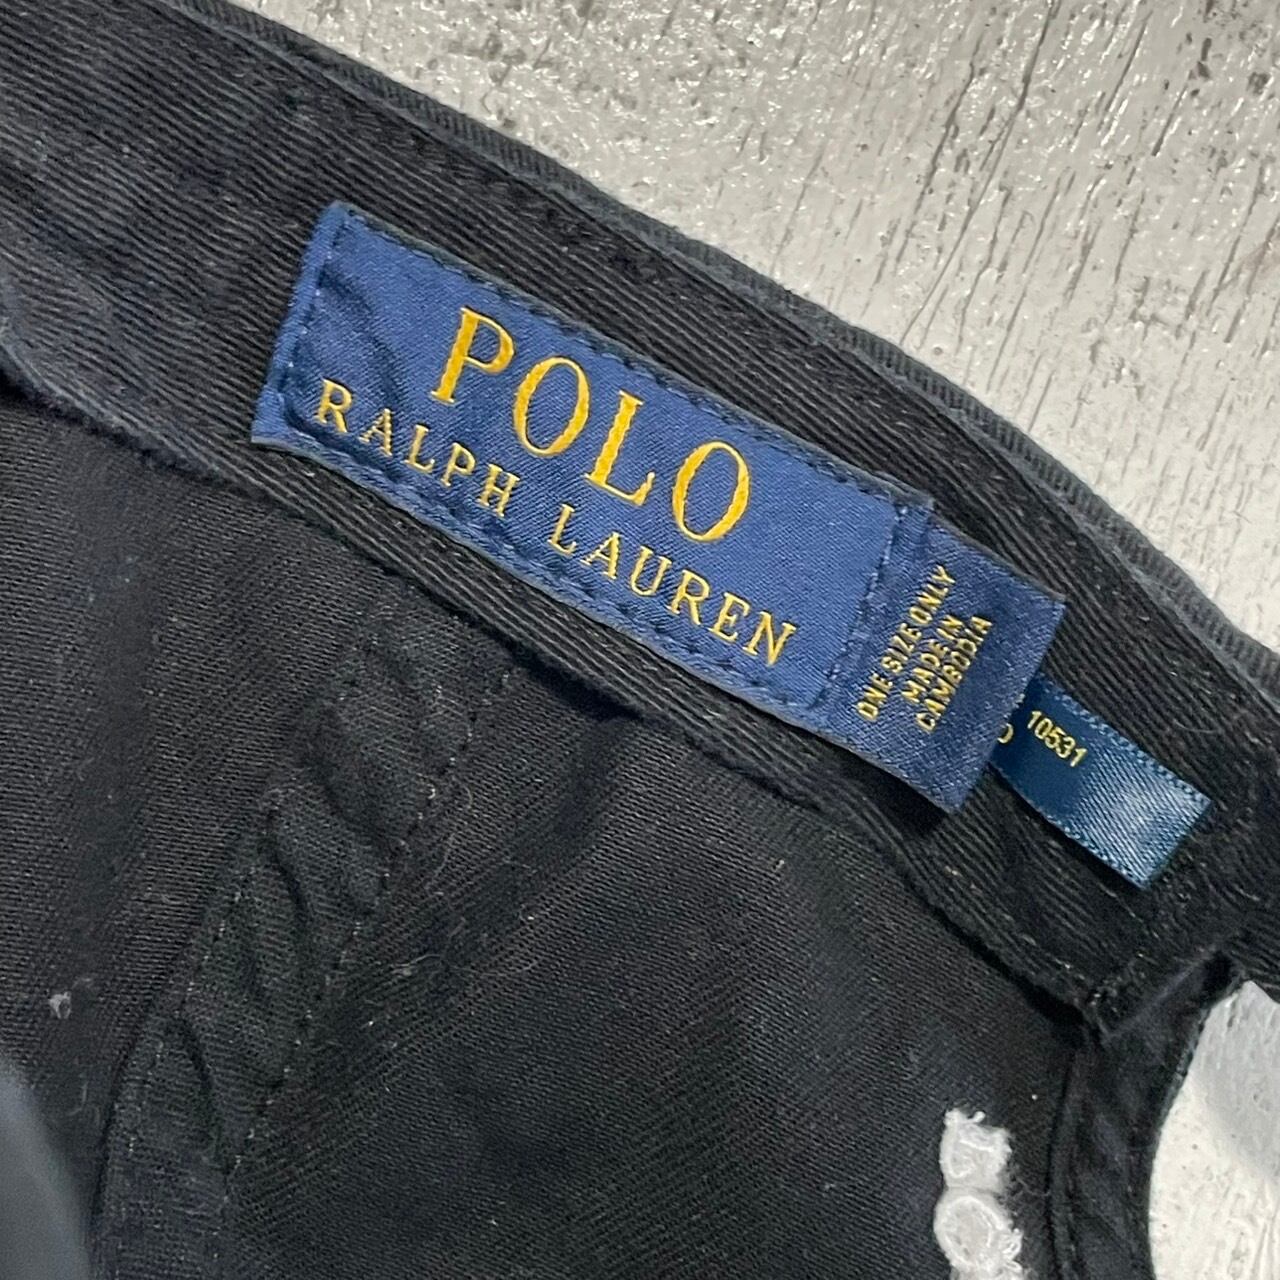 POLO
RALPH LAUREN
ONE SIZE ONLY
MADE IN
CAMBODIA
10531